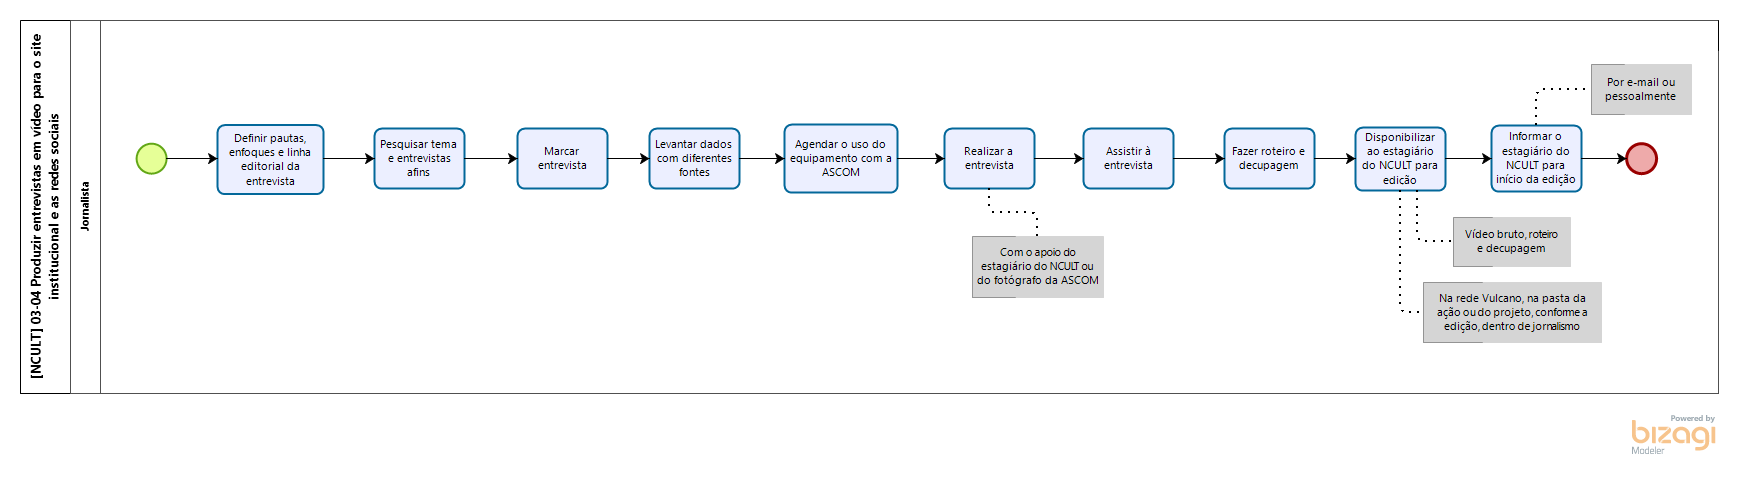 [NCULT] 03-04 Produzir entrevistas em vídeo para o site
institucional e as redes sociais
Jornalista
Definir pautas,
enfoques e linha
editorial da
entrevista
Pesquisar tema
e entrevistas
afins
Marcar
entrevista
Levantar dados
com diferentes
fontes
Agendar o uso do
equipamento com a
ASCOM
Realizar a
entrevista
Com o apoio do
estagiário do NCULT ou
do fotógrafo da ASCOM
Assistir à
entrevista
Fazer roteiro e
decupagem
Disponibilizar
ao estagiário
do NCULT para
edição
Vídeo bruto, roteiro
e decupagem
Na rede Vulcano, na pasta da
ação ou do projeto, conforme a
edição, dentro de jornalismo
Informar o
estagiário do
NCULT para
início da edição
Por e-mail ou
pessoalmente
Powered by
bizagi
Modeler